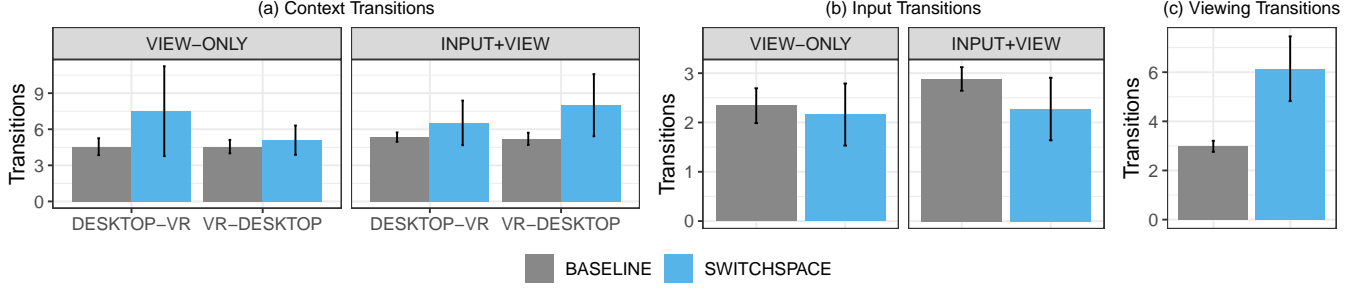 (a) Context Transitions
VIEW−ONLY
INPUT+VIEW
Transitions
9
6
3
0
DESKTOP−VR VR−DESKTOP
DESKTOP−VR VR−DESKTOP
(b) Input Transitions
VIEW−ONLY
INPUT+VIEW
Transitions
3
2
1
0
(c) Viewing Transitions
Transitions
6
4
2
0
BASELINE SWITCHSPACE